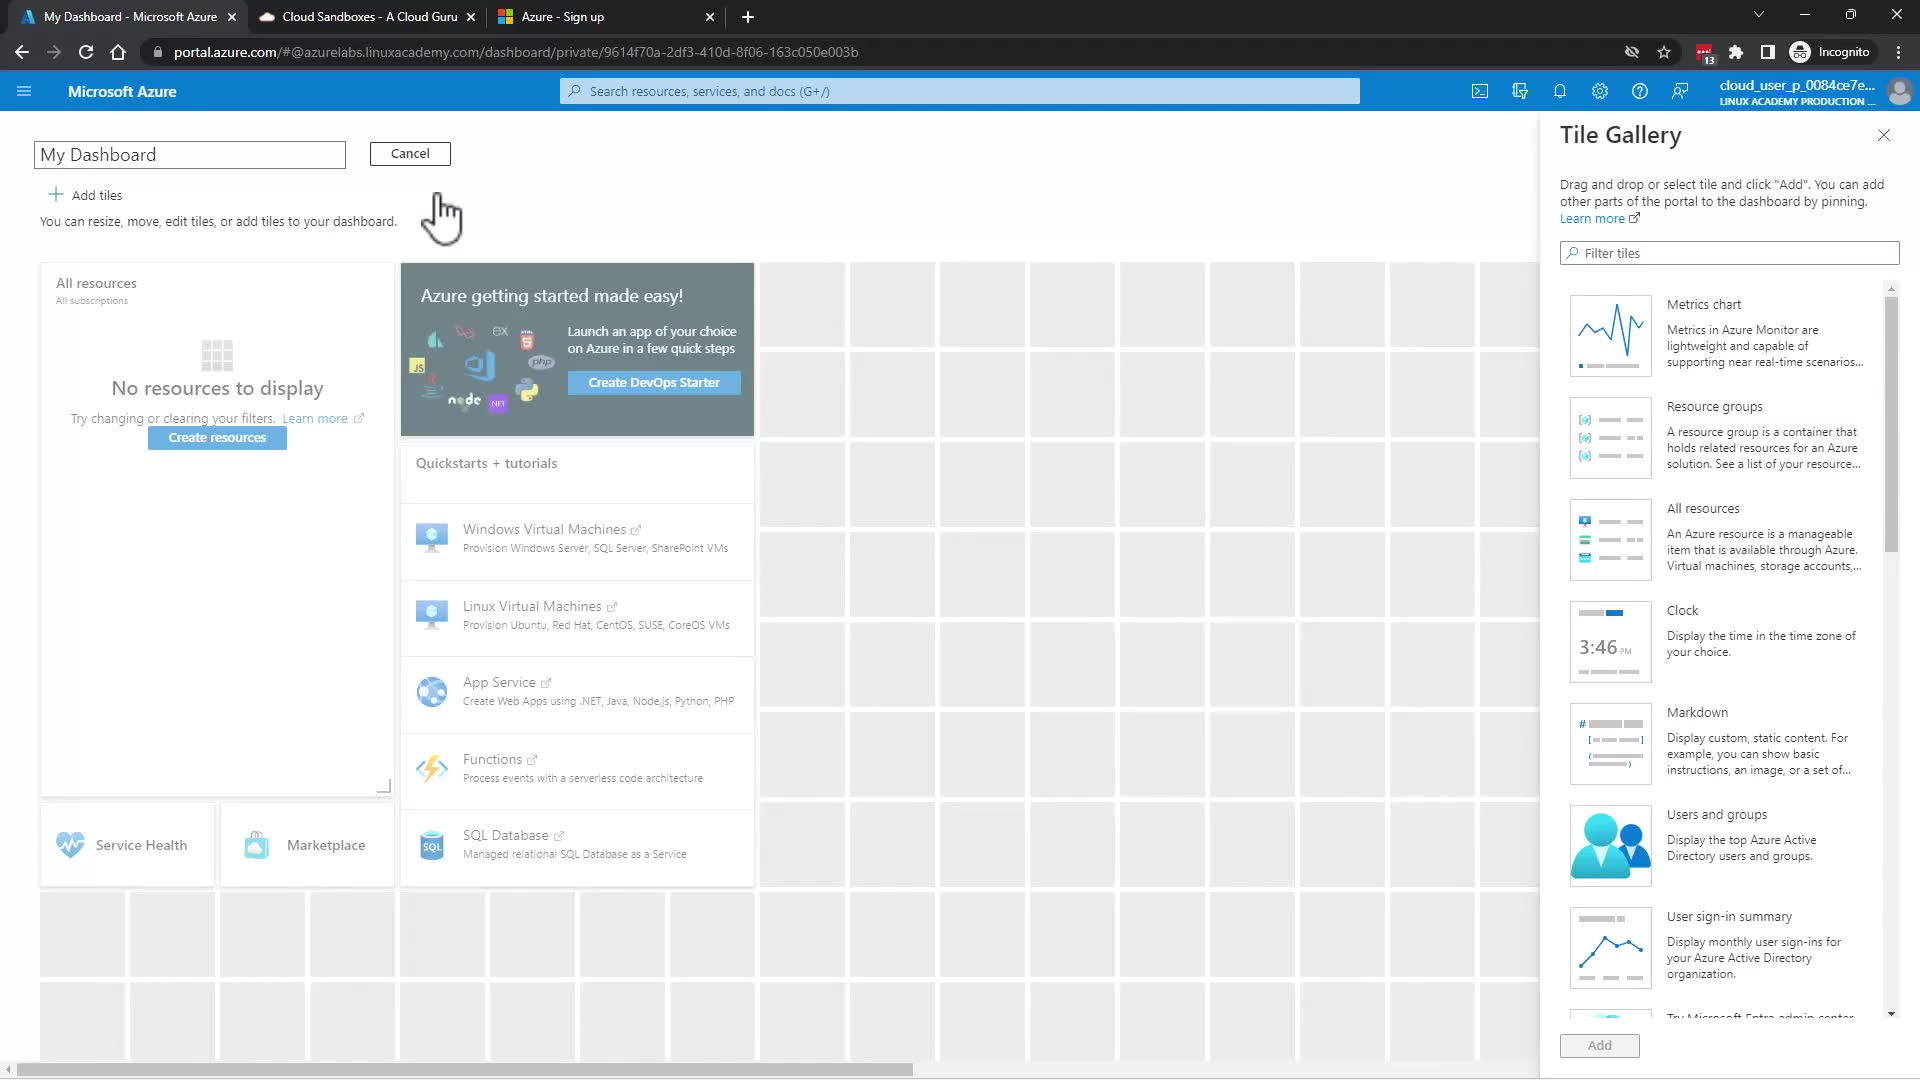 My Dashboard - Microsoft Azure
Cloud Sandboxes - A Cloud Guru
Azure - Sign up
portal.azure.com/#@azurelabs.linuxacademy.com/dashboard/private/9614f70a-2df3-410d-8f06-163c050e003b
13
Incognito
Microsoft Azure
Search resources, services, and docs (G+/)
cloud_user_p_0084ce7e...
LINUX ACADEMY PRODUCTION ...
My Dashboard
Cancel
Add tiles
You can resize, move, edit tiles, or add tiles to your dashboard.
All resources
All subscriptions
No resources to display
Try changing or clearing your filters. Learn more
Create resources
Service Health
Marketplace
Azure getting started made easy!
Launch an app of your choice
on Azure in a few quick steps
Create DevOps Starter
JS
ex
HTML
5
php
node
NET
Quickstarts + tutorials
Windows Virtual Machines
Provision Windows Server, SQL Server, SharePoint VMs
Linux Virtual Machines
Provision Ubuntu, Red Hat, CentOS, SUSE, CoreOS VMs
App Service
Create Web Apps using .NET, Java, Node.js, Python, PHP
Functions
Process events with a serverless code architecture
SQL
SQL Database
Managed relational SQL Database as a Service
Tile Gallery
Drag and drop or select tile and click "Add". You can add
other parts of the portal to the dashboard by pinning.
Learn more
Filter tiles
Metrics chart
Metrics in Azure Monitor are
lightweight and capable of
supporting near real-time scenarios...
Resource groups
A resource group is a container that
holds related resources for an Azure
solution. See a list of your resource...
All resources
An Azure resource is a manageable
item that is available through Azure.
Virtual machines, storage accounts,...
3:46 PM
Clock
Display the time in the time zone of
your choice.
#
Markdown
Display custom, static content. For
example, you can show basic
instructions, an image, or a set of...
Users and groups
Display the top Azure Active
Directory users and groups.
User sign-in summary
Display monthly user sign-ins for
your Azure Active Directory
organization.
Try Microsoft Entra admin center
Add